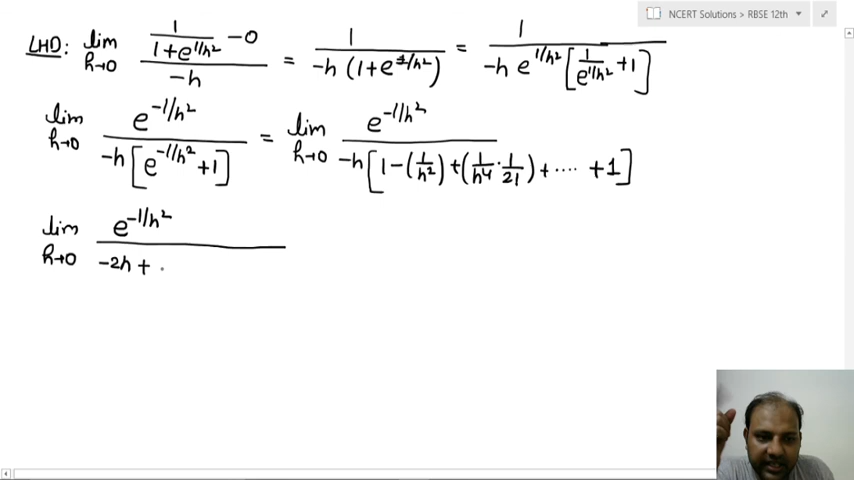 NCERT Solutions > RBSE 12th
LHD: lim h→0 (1/(1+e^(1/h²)) - 0)/(-h) = 1/(-h (1+e^(1/h²))) = 1/(-h e^(1/h²) [1/e^(1/h²) + 1])
lim h→0 e^(-1/h²)/(-h [e^(-1/h²) + 1]) = lim h→0 e^(-1/h²)/(-h [1 - (1/h²) + (1/h⁴ · 1/2!) + .... + 1])
lim h→0 e^(-1/h²)/(-2h +